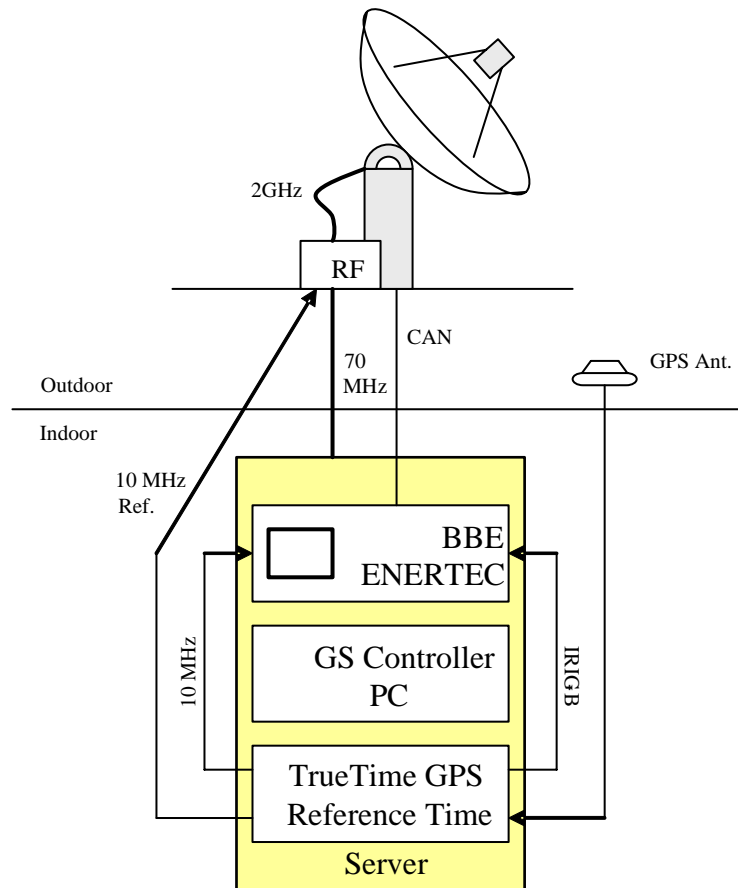 2GHz
RF
CAN
70
MHz
GPS Ant.
Outdoor
Indoor
10 MHz
Ref.
BBE
ENERTEC
10 MHz
IRIGB
GS Controller
PC
TrueTime GPS
Reference Time
Server